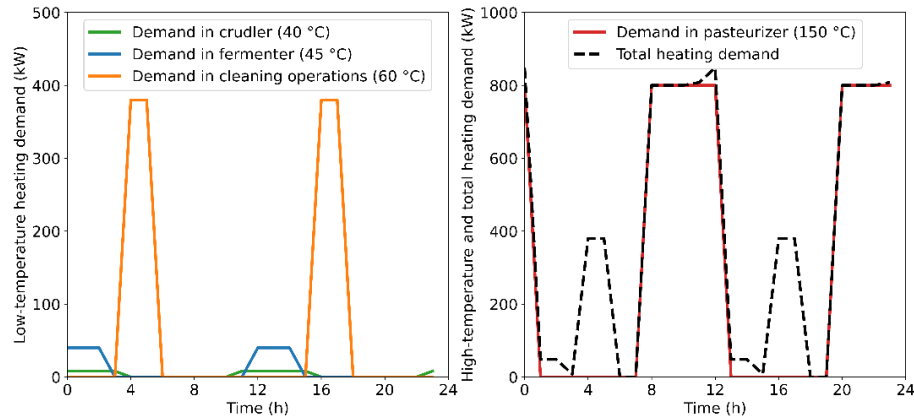 500
400
300
200
100
0
Low-temperature heating demand (kW)
Demand in crudler (40 °C)
Demand in fermenter (45 °C)
Demand in cleaning operations (60 °C)
0 4 8 12 16 20 24
Time (h)
1000
800
600
400
200
0
High-temperature and total heating demand (kW)
Demand in pasteurizer (150 °C)
Total heating demand
0 4 8 12 16 20 24
Time (h)